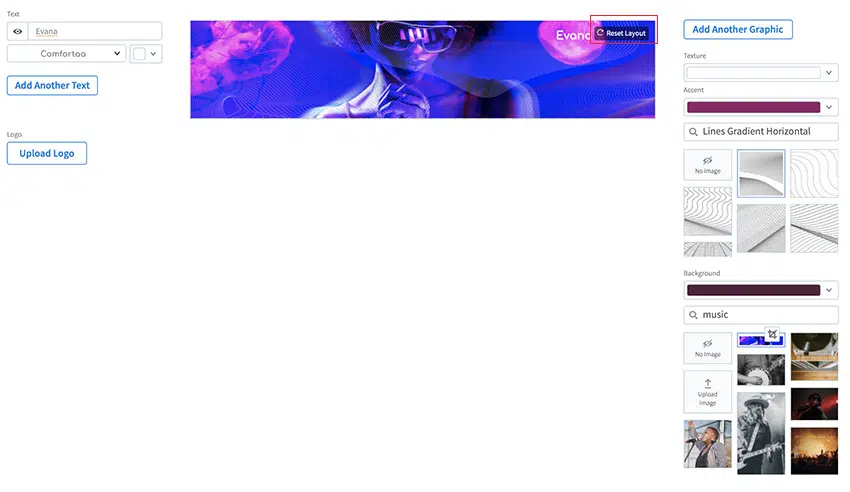 Text
Evana
Comfortaa
Add Another Text
Logo
Upload Logo
Evana
Reset Layout
Add Another Graphic
Texture
Accent
Lines Gradient Horizontal
No Image
Background
music
No Image
Upload
Image